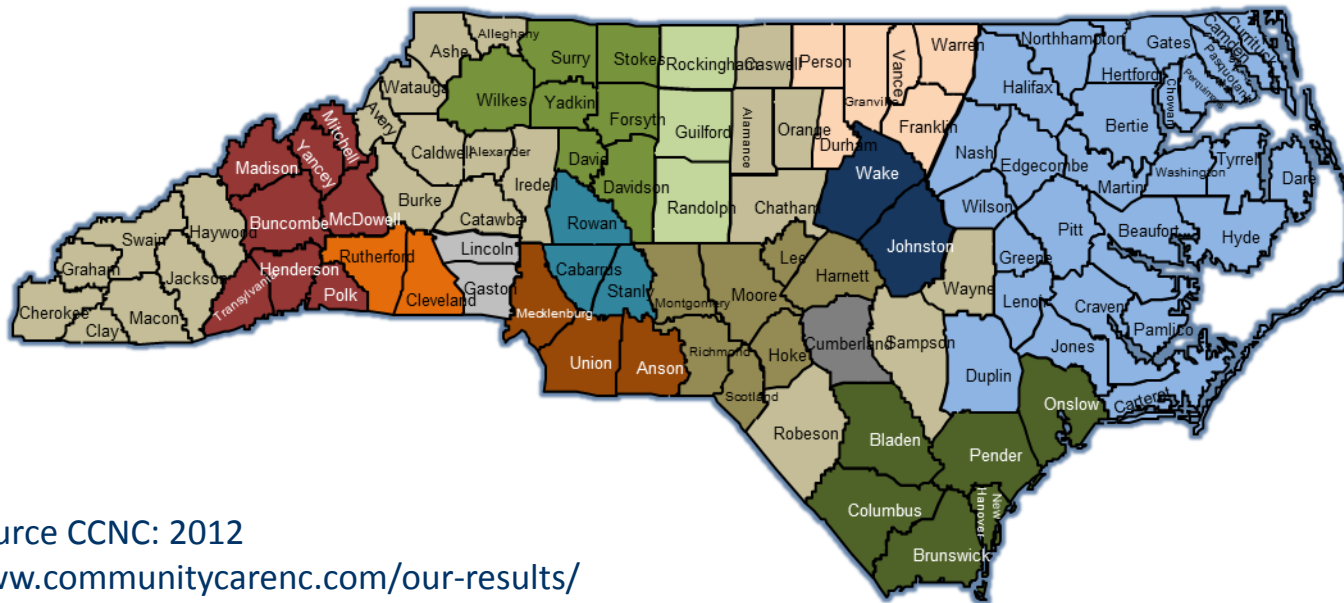 Alleghany
Ashe
Surry
Stokes
Rockingham
Caswell
Person
Vance
Warren
Northhampton
Gates
Camden
Currituck
Pasquotank
Perquimans
Watauga
Wilkes
Yadkin
Forsyth
Guilford
Alamance
Orange
Granville
Durham
Franklin
Halifax
Hertford
Chowan
Bertie
Avery
Mitchell
Yancey
Madison
Caldwell
Alexander
Iredell
David
Davidson
Randolph
Chatham
Wake
Nash
Edgecombe
Martin
Washington
Tyrrel
Dare
Buncombe
McDowell
Burke
Catawba
Rowan
Wilson
Pitt
Beaufort
Hyde
Swain
Haywood
Graham
Jackson
Henderson
Rutherford
Lincoln
Cabarrus
Stanly
Lee
Harnett
Johnston
Greene
Wayne
Lenoir
Craven
Pamlico
Cherokee
Clay
Macon
Transylvania
Polk
Cleveland
Gaston
Mecklenburg
Montgomery
Moore
Union
Anson
Richmond
Hoke
Scotland
Cumberland
Sampson
Duplin
Jones
Carteret
Onslow
Robeson
Bladen
Pender
Columbus
New
Hanover
Brunswick
urce CCNC: 2012
ww.communitycarenc.com/our-results/